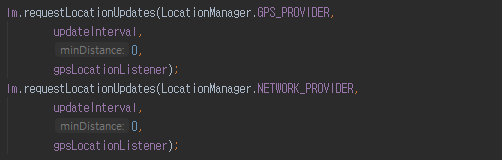 lm.requestLocationUpdates(LocationManager.GPS_PROVIDER,
updateInterval,
minDistance: 0,
gpsLocationListener);
lm.requestLocationUpdates(LocationManager.NETWORK_PROVIDER,
updateInterval,
minDistance: 0,
gpsLocationListener);